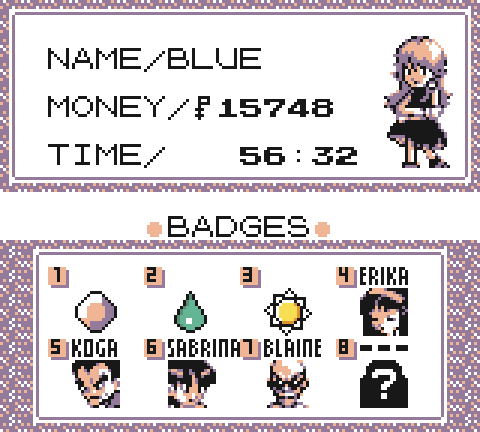 NAME/BLUE
MONEY/₽15748
TIME/ 56:32
BADGES
1 2 3 4 ERIKA
5 KOGA 6 SABRINA 7 BLAINE 8 ---
?